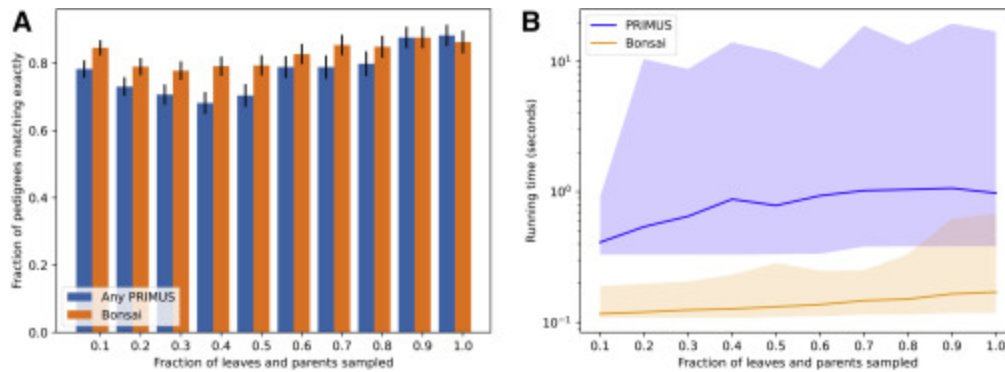 A
Fraction of pedigrees matching exactly
0.8
0.6
0.4
0.2
0.0
Any PRIMUS
Bonsai
0.1 0.2 0.3 0.4 0.5 0.6 0.7 0.8 0.9 1.0
Fraction of leaves and parents sampled
B
Running time (seconds)
PRIMUS
Bonsai
10¹
10⁰
10⁻¹
0.1 0.2 0.3 0.4 0.5 0.6 0.7 0.8 0.9 1.0
Fraction of leaves and parents sampled